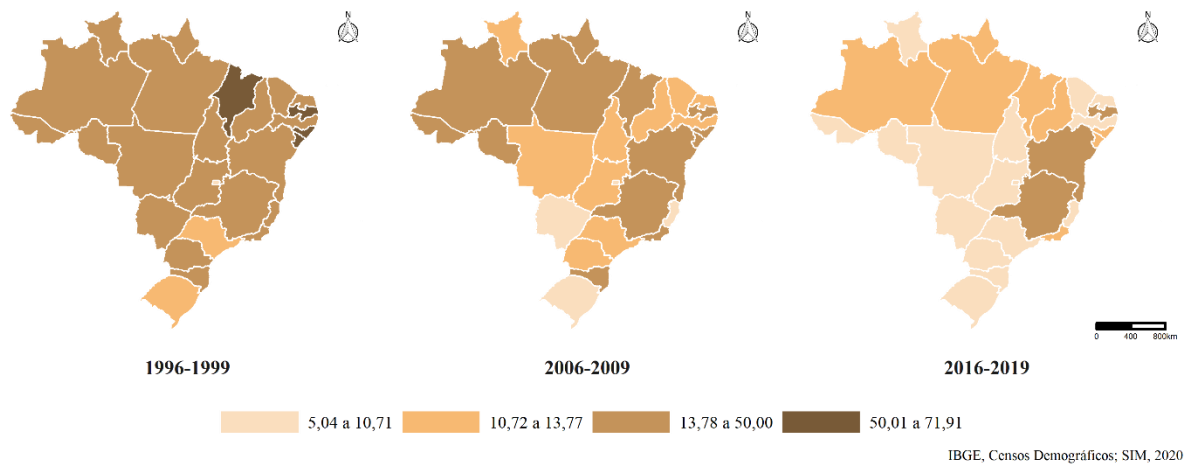 0 400 800km
1996-1999 2006-2009 2016-2019
5,04 a 10,71 10,72 a 13,77 13,78 a 50,00 50,01 a 71,91
IBGE, Censos Demográficos; SIM, 2020